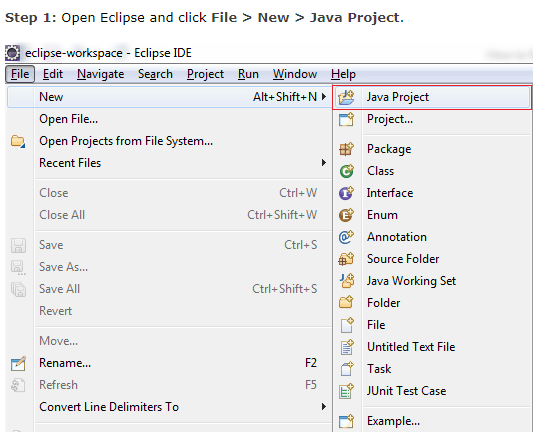 Step 1: Open Eclipse and click File > New > Java Project.
eclipse-workspace - Eclipse IDE
File Edit Navigate Search Project Run Window Help
New Alt+Shift+N
Open File...
Open Projects from File System...
Recent Files
Close Ctrl+W
Close All Ctrl+Shift+W
Save Ctrl+S
Save As...
Save All Ctrl+Shift+S
Revert
Move...
Rename... F2
Refresh F5
Convert Line Delimiters To
Java Project
Project...
Package
Class
Interface
Enum
Annotation
Source Folder
Java Working Set
Folder
File
Untitled Text File
Task
JUnit Test Case
Example...